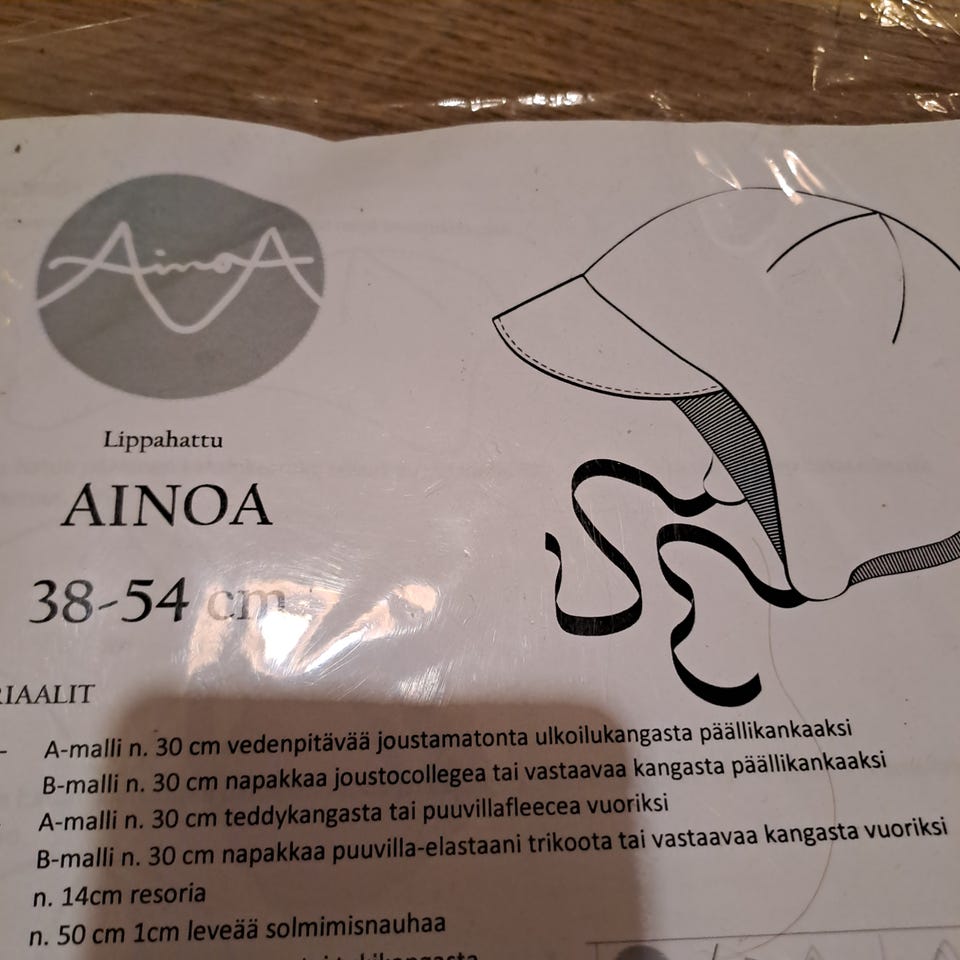 AinoA
Lippahattu
AINOA
38-54 cm
RIAALIT
- A-malli n. 30 cm vedenpitävää joustamatonta ulkoilukangasta päällikankaaksi
B-malli n. 30 cm napakkaa joustocollegea tai vastaavaa kangasta päällikankaaksi
A-malli n. 30 cm teddykangasta tai puuvillafleecea vuoriksi
B-malli n. 30 cm napakkaa puuvilla-elastaani trikoota tai vastaavaa kangasta vuoriksi
n. 14cm resoria
n. 50 cm 1cm leveää solmimisnauhaa